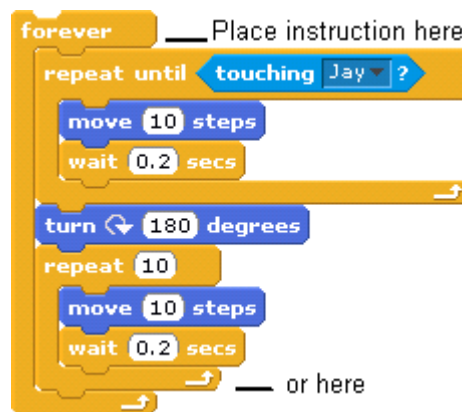 forever Place instruction here
repeat until touching Jay ?
move 10 steps
wait 0.2 secs
turn 180 degrees
repeat 10
move 10 steps
wait 0.2 secs
or here